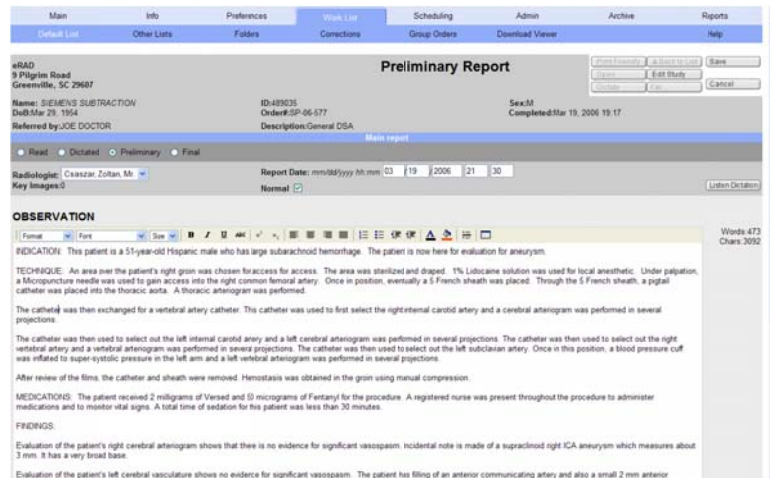 Main Info Preferences Work List Scheduling Admin Archive Reports
Default List Other Lists Folders Corrections Group Orders Download Viewer Help
eRAD
9 Pilgrim Road
Greenville, SC 29607
Preliminary Report
Print Friendly Back to List Save
Open Edit Study
Dictate Fax Cancel
Name: SIEMENS SUBTRACTION ID:489035 Sex:M
DoB:Mar 29, 1954 Order#:SP-06-577 Completed:Mar 19, 2006 19:17
Referred by:JOE DOCTOR Description:General DSA
Main report
Read Dictated Preliminary Final
Radiologist: Csaszar, Zoltan, Mr. Report Date: mm/dd/yyyy hh:mm 03 /19 /2006 21 :30
Key Images:0 Normal Listen Dictation
OBSERVATION
Format Font Size B I U ABC
Words:473
Chars:3092
INDICATION: This patient is a 51-year-old Hispanic male who has large subarachnoid hemorrhage. The patient is now here for evaluation for aneurysm.
TECHNIQUE: An area over the patient's right groin was chosen for access for access. The area was sterilized and draped. 1% Lidocaine solution was used for local anesthetic. Under palpation,
a Micropuncture needle was used to gain access into the right common femoral artery. Once in position, eventually a 5 French sheath was placed. Through the 5 French sheath, a pigtail
catheter was placed into the thoracic aorta. A thoracic arteriogram was performed.
The catheter was then exchanged for a vertebral artery catheter. This catheter was used to first select the right internal carotid artery and a cerebral arteriogram was performed in several
projections.
The catheter was then used to select out the left internal carotid artery and a left cerebral arteriogram was performed in several projections. The catheter was then used to select out the right
vertebral artery and a vertebral arteriogram was performed in several projections. The catheter was then used to select out the left subclavian artery. Once in this position, a blood pressure cuff
was inflated to super-systolic pressure in the left arm and a left vertebral arteriogram was performed in several projections.
After review of the films, the catheter and sheath were removed. Hemostasis was obtained in the groin using manual compression.
MEDICATIONS: The patient received 2 milligrams of Versed and 50 micrograms of Fentanyl for the procedure. A registered nurse was present throughout the procedure to administer
medications and to monitor vital signs. A total time of sedation for this patient was less than 30 minutes.
FINDINGS:
Evaluation of the patient's right cerebral arteriogram shows that there is no evidence for significant vasospasm. Incidental note is made of a supraclinoid right ICA aneurysm which measures about
3 mm. It has a very broad base.
Evaluation of the patient's left cerebral vasculature shows no evidence for significant vasospasm. The patient has filling of an anterior communicating artery and also a small 2 mm anterior